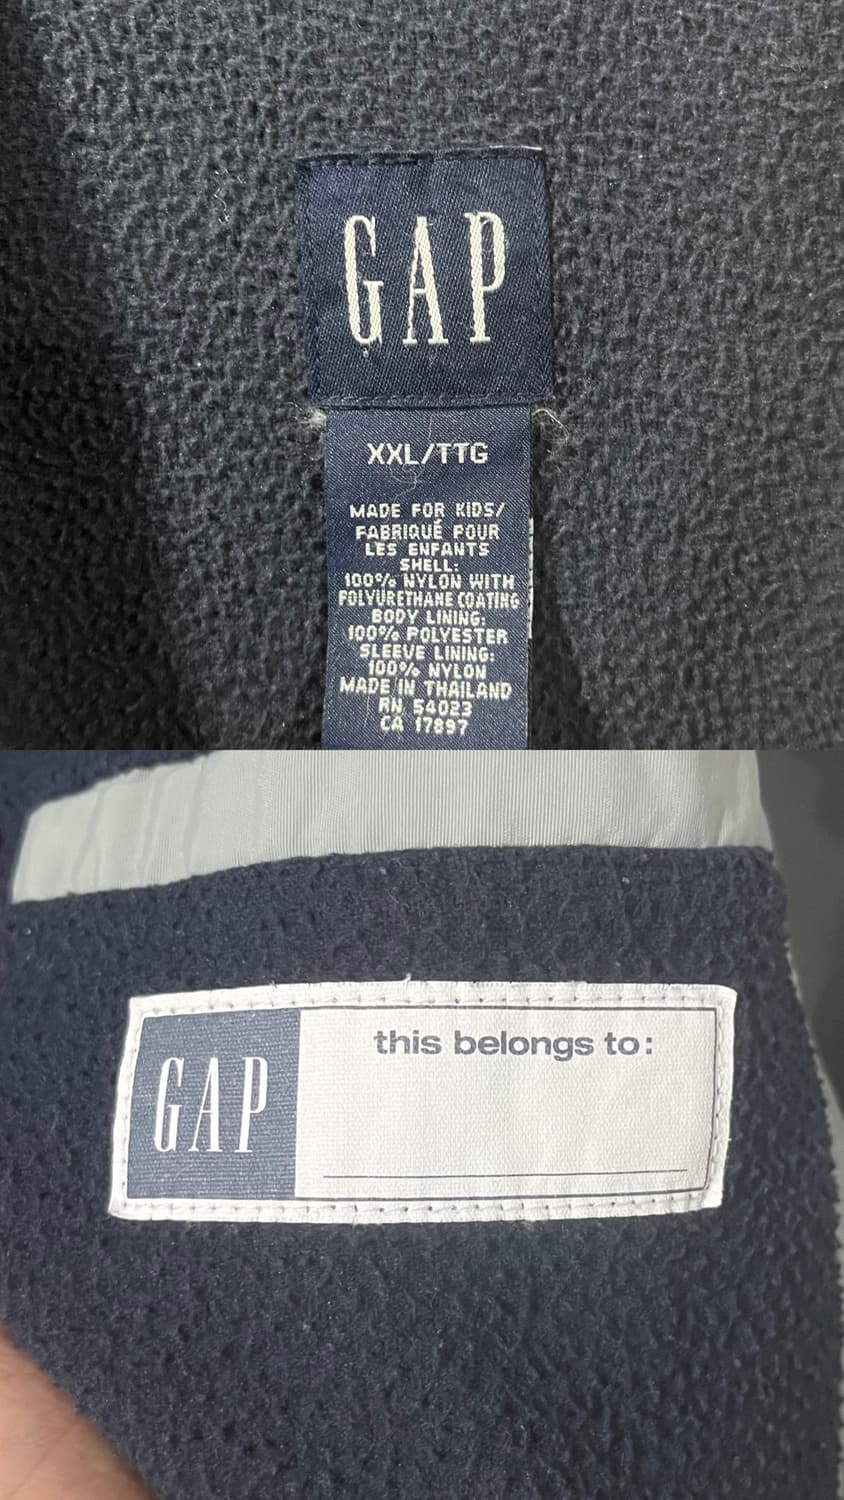 GAP
XXL/TTG
MADE FOR KIDS/
FABRIQUÉ POUR
LES ENFANTS
SHELL:
100% NYLON WITH
POLYURETHANE COATING
BODY LINING:
100% POLYESTER
SLEEVE LINING:
100% NYLON
MADE IN THAILAND
RN 54023
CA 17897
this belongs to:
GAP